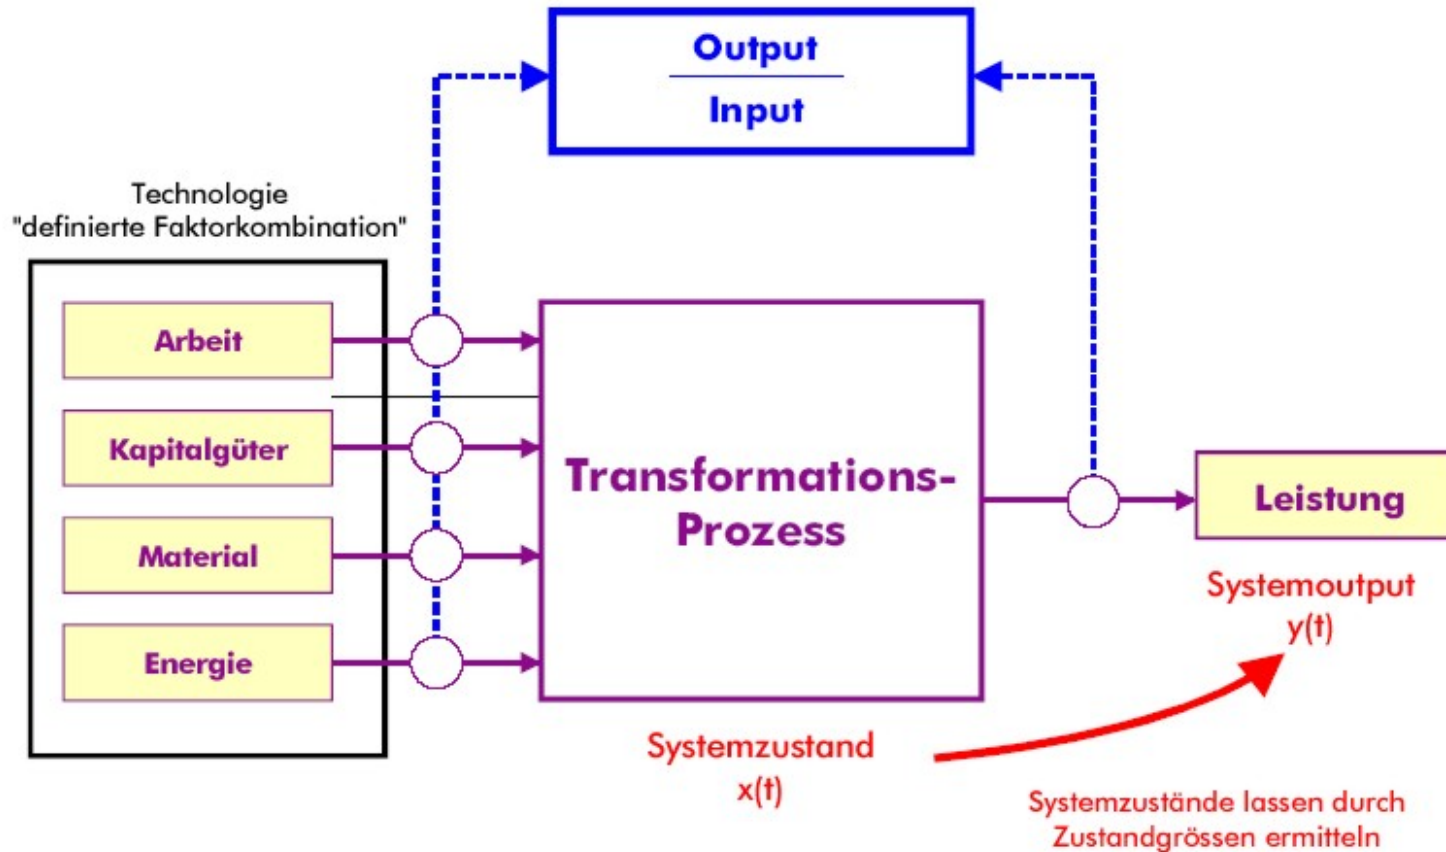 Output
Input
Technologie
"definierte Faktorkombination"
Arbeit
Kapitalgüter
Material
Energie
Transformations-
Prozess
Leistung
Systemoutput
y(t)
Systemzustand
x(t)
Systemzustände lassen durch
Zustandgrössen ermitteln